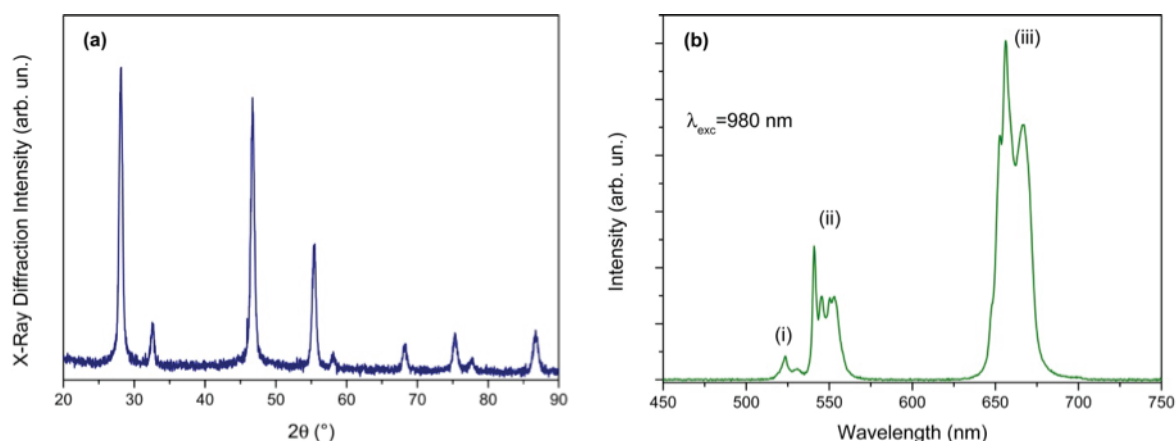 (a)
X-Ray Diffraction Intensity (arb. un.)
20 30 40 50 60 70 80 90
2θ (°)
(b)
(iii)
λexc=980 nm
(ii)
(i)
Intensity (arb. un.)
450 500 550 600 650 700 750
Wavelength (nm)